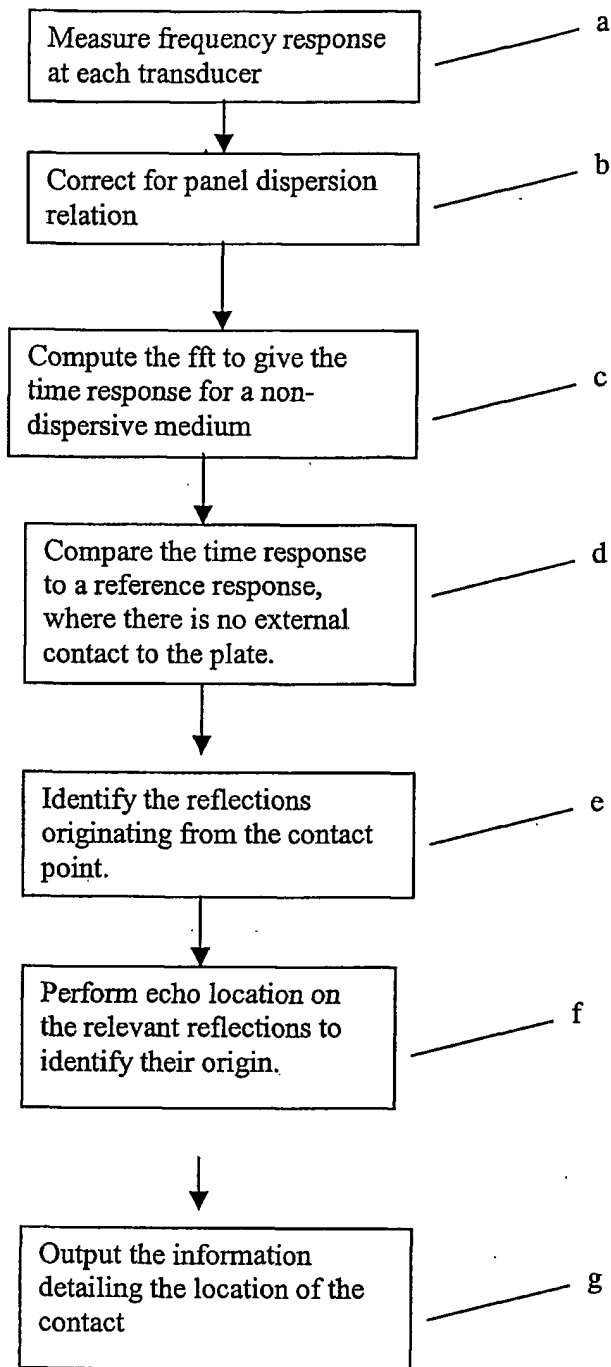 Measure frequency response
at each transducer
a
Correct for panel dispersion
relation
b
Compute the fft to give the
time response for a non-
dispersive medium
c
Compare the time response
to a reference response,
where there is no external
contact to the plate.
d
Identify the reflections
originating from the contact
point.
e
Perform echo location on
the relevant reflections to
identify their origin.
f
Output the information
detailing the location of the
contact
g